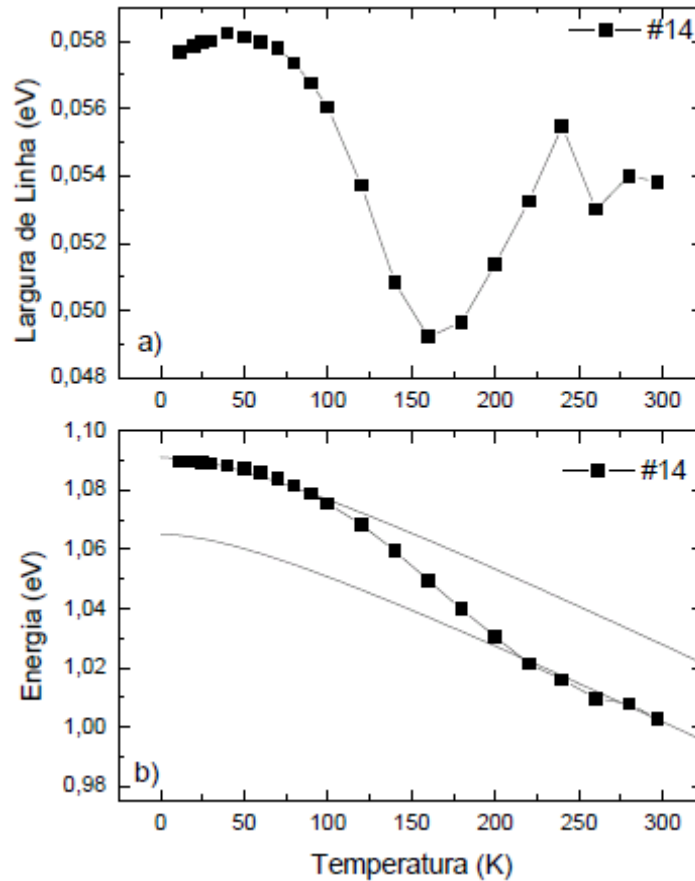 #14
0,058
0,056
0,054
0,052
0,050
0,048
Largura de Linha (eV)
a)
0 50 100 150 200 250 300
1,10
1,08
1,06
1,04
1,02
1,00
0,98
Energia (eV)
#14
b)
0 50 100 150 200 250 300
Temperatura (K)